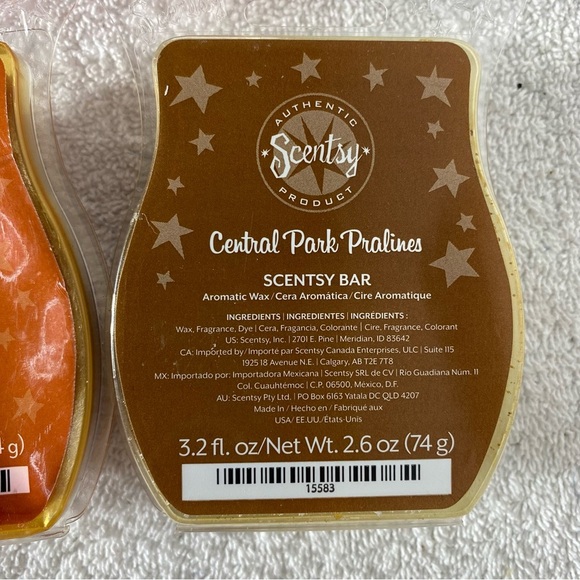 AUTHENTIC
Scentsy
PRODUCT
Central Park Pralines
SCENTSY BAR
Aromatic Wax/Cera Aromática/Cire Aromatique
INGREDIENTS | INGREDIENTES | INGRÉDIENTS :
Wax, Fragrance, Dye | Cera, Fragancia, Colorante | Cire, Fragrance, Colorant
US: Scentsy, Inc. | 2701 E. Pine | Meridian, ID 83642
CA: Imported by/Importé par Scentsy Canada Enterprises, ULC | Suite 115
1925 18 Avenue N.E. | Calgary, AB T2E 7T8
MX: Importado por: Importadora Mexicana | Scentsy SRL de CV | Río Guadiana Núm. 11
Col. Cuauhtémoc | C.P. 06500, México, D.F.
AU: Scentsy Pty Ltd. | PO Box 6163 Yatala DC QLD 4207
Made In / Hecho en / Fabriqué aux
USA/EE.UU./États-Unis
3.2 fl. oz/Net Wt. 2.6 oz (74 g)
15583
g)